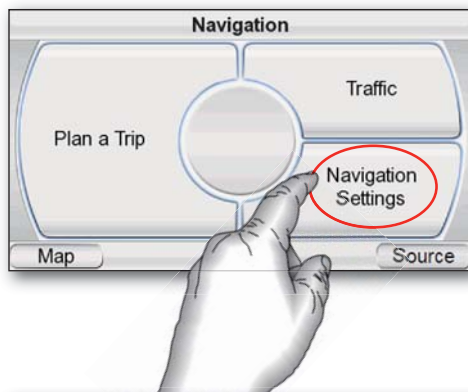 Navigation
Plan a Trip
Traffic
Navigation
Settings
Map
Source